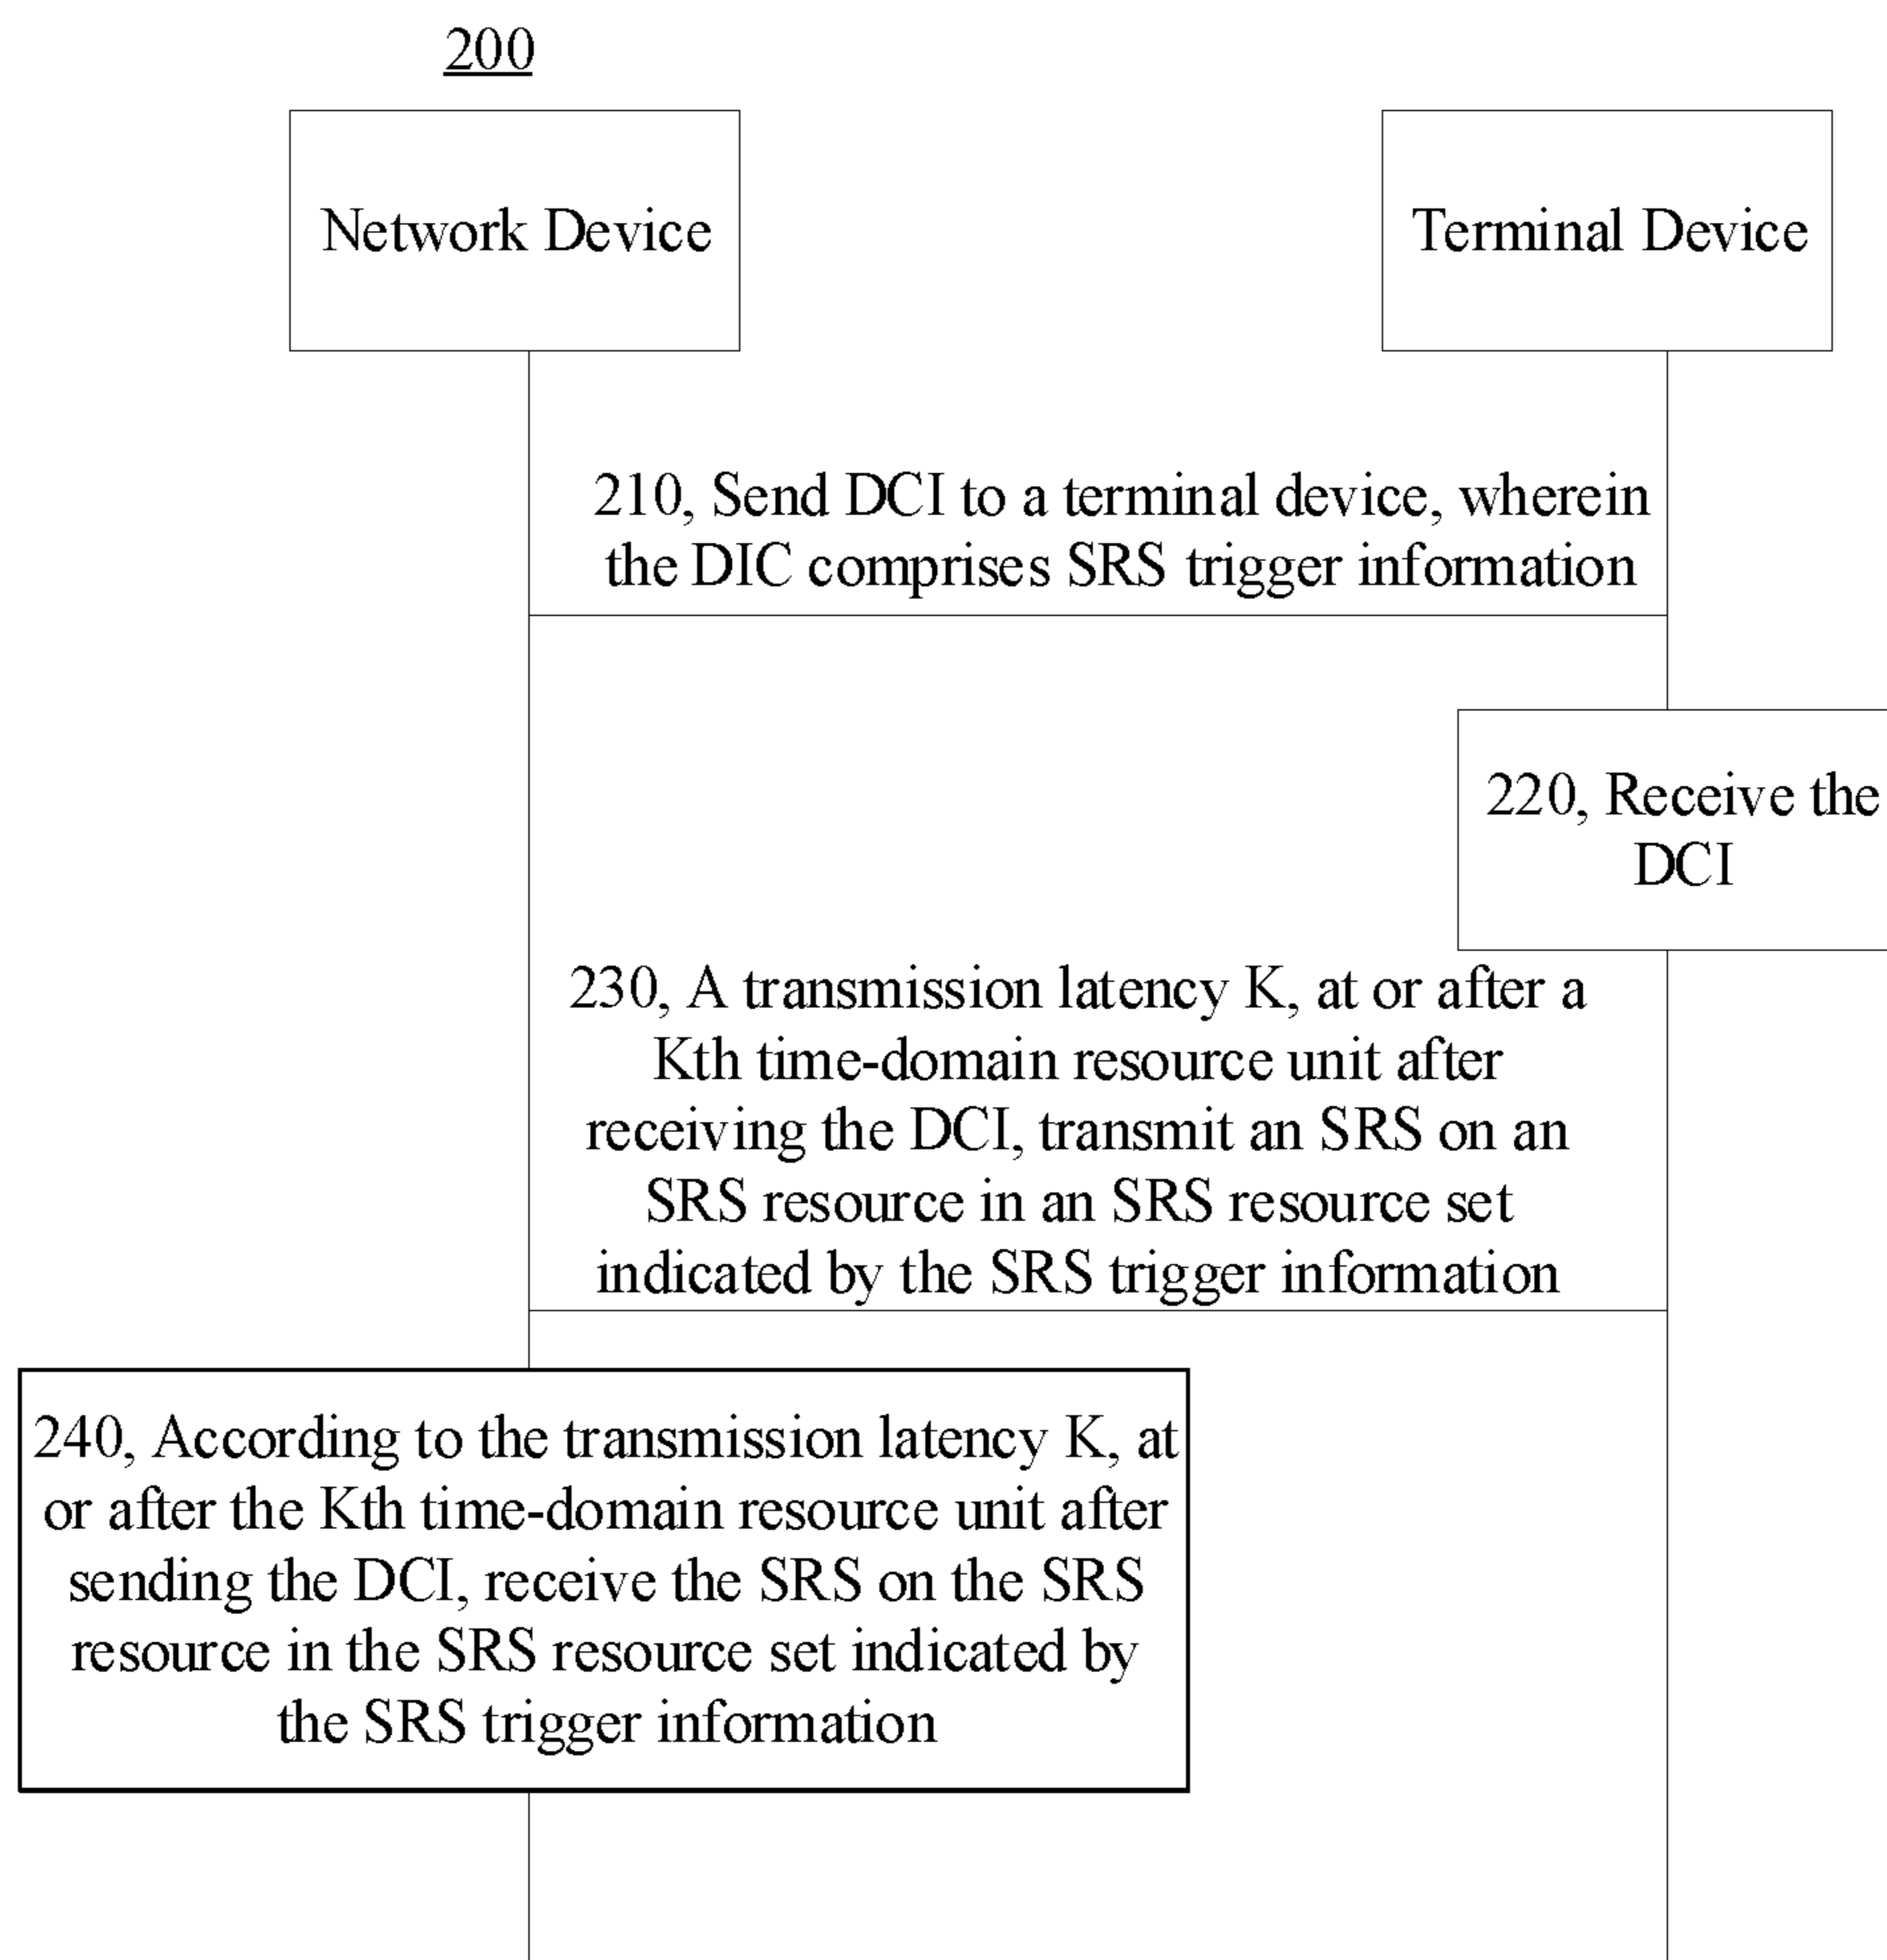 200
Network Device
Terminal Device
210, Send DCI to a terminal device, wherein
the DIC comprises SRS trigger information
220, Receive the
DCI
230, A transmission latency K, at or after a
Kth time-domain resource unit after
receiving the DCI, transmit an SRS on an
SRS resource in an SRS resource set
indicated by the SRS trigger information
240, According to the transmission latency K, at
or after the Kth time-domain resource unit after
sending the DCI, receive the SRS on the SRS
resource in the SRS resource set indicated by
the SRS trigger information